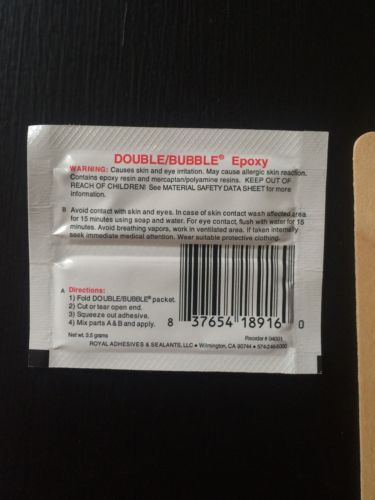 DOUBLE/BUBBLE® Epoxy
WARNING: Causes skin and eye irritation. May cause allergic skin reaction.
Contains epoxy resin and mercaptan/polyamine resins. KEEP OUT OF
REACH OF CHILDREN! See MATERIAL SAFETY DATA SHEET for more
information.
B Avoid contact with skin and eyes. In case of skin contact wash affected area
for 15 minutes using soap and water. For eye contact, flush with water for 15
minutes. Avoid breathing vapors, work in ventilated area. If taken internally
seek immediate medical attention. Wear suitable protective clothing.
A Directions:
1) Fold DOUBLE/BUBBLE® packet.
2) Cut or tear open end.
3) Squeeze out adhesive.
4) Mix parts A & B and apply.
8 37654 18916 0
Net wt. 3.5 grams
Reorder # 04001
ROYAL ADHESIVES & SEALANTS, LLC • Wilmington, CA 90744 • 574-246-5000